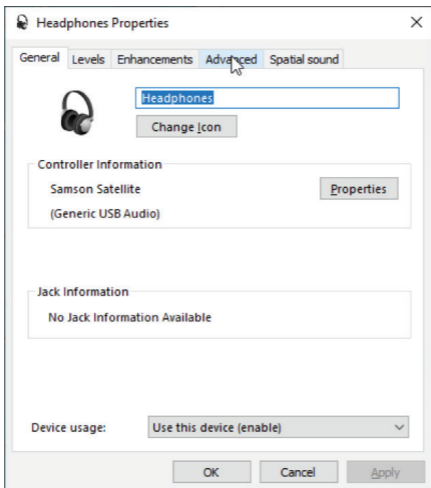 Headphones Properties
General Levels Enhancements Advanced Spatial sound
Headphones
Change Icon
Controller Information
Samson Satellite
Properties
(Generic USB Audio)
Jack Information
No Jack Information Available
Device usage:
Use this device (enable)
OK Cancel Apply